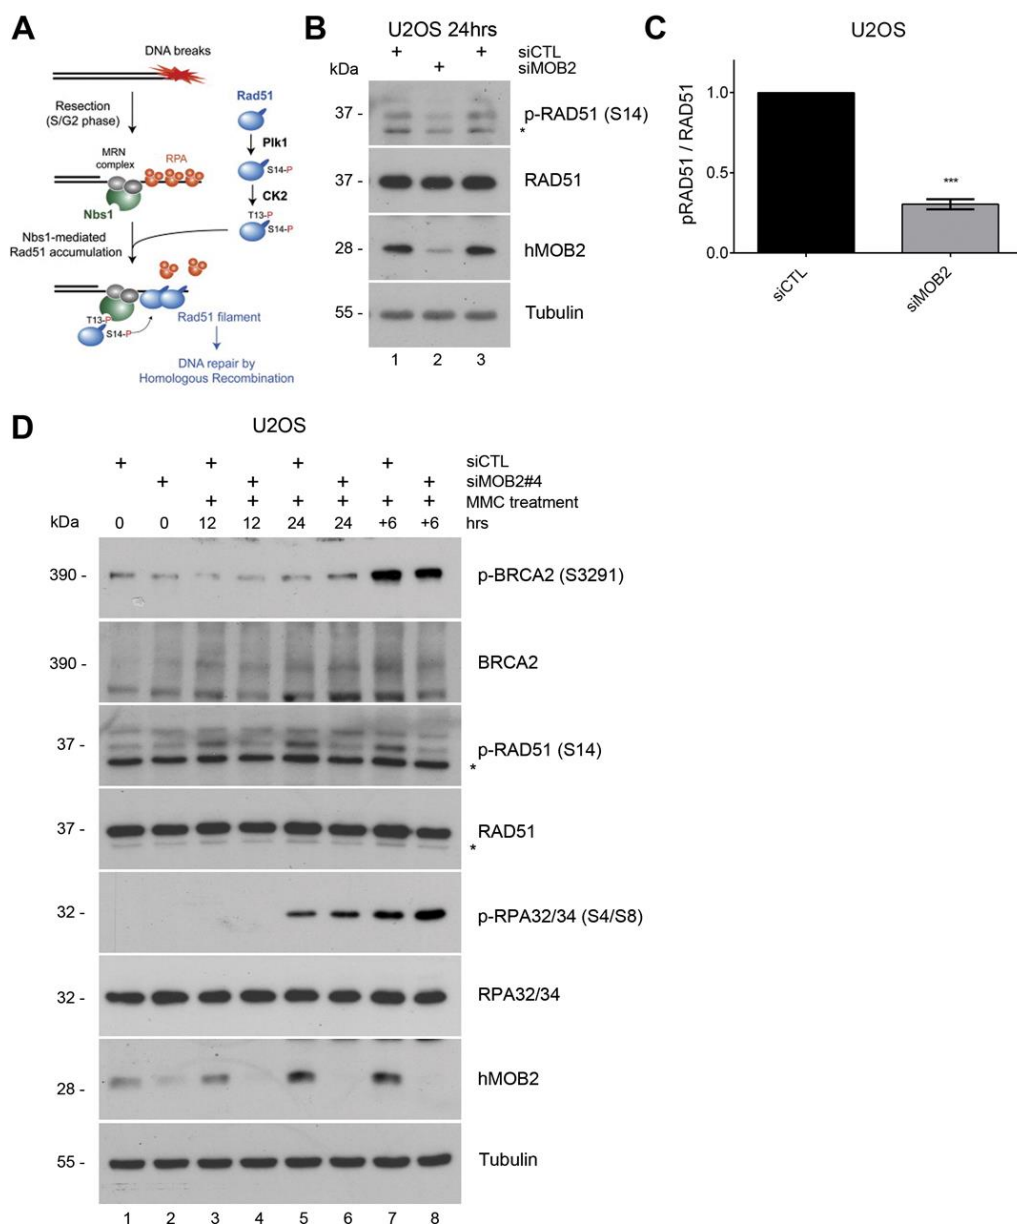 A
DNA breaks
Resection
(S/G2 phase)
Rad51
Plk1
MRN
complex
RPA
S14-P
CK2
Nbs1
T13-P
S14-P
Nbs1-mediated
Rad51 accumulation
T13-P
S14-P
Rad51 filament
DNA repair by
Homologous Recombination
B
U2OS 24hrs
+ + siCTL
+ siMOB2
kDa
37 - p-RAD51 (S14)
*
37 - RAD51
28 - hMOB2
55 - Tubulin
1 2 3
C
U2OS
pRAD51 / RAD51
1.0
0.5
0.0
***
siCTL
siMOB2
D
U2OS
+ + + + siCTL
+ + + + siMOB2#4
+ + + + + + MMC treatment
kDa 0 0 12 12 24 24 +6 +6 hrs
390 - p-BRCA2 (S3291)
390 - BRCA2
37 - p-RAD51 (S14)
*
37 - RAD51
*
32 - p-RPA32/34 (S4/S8)
32 - RPA32/34
28 - hMOB2
55 - Tubulin
1 2 3 4 5 6 7 8